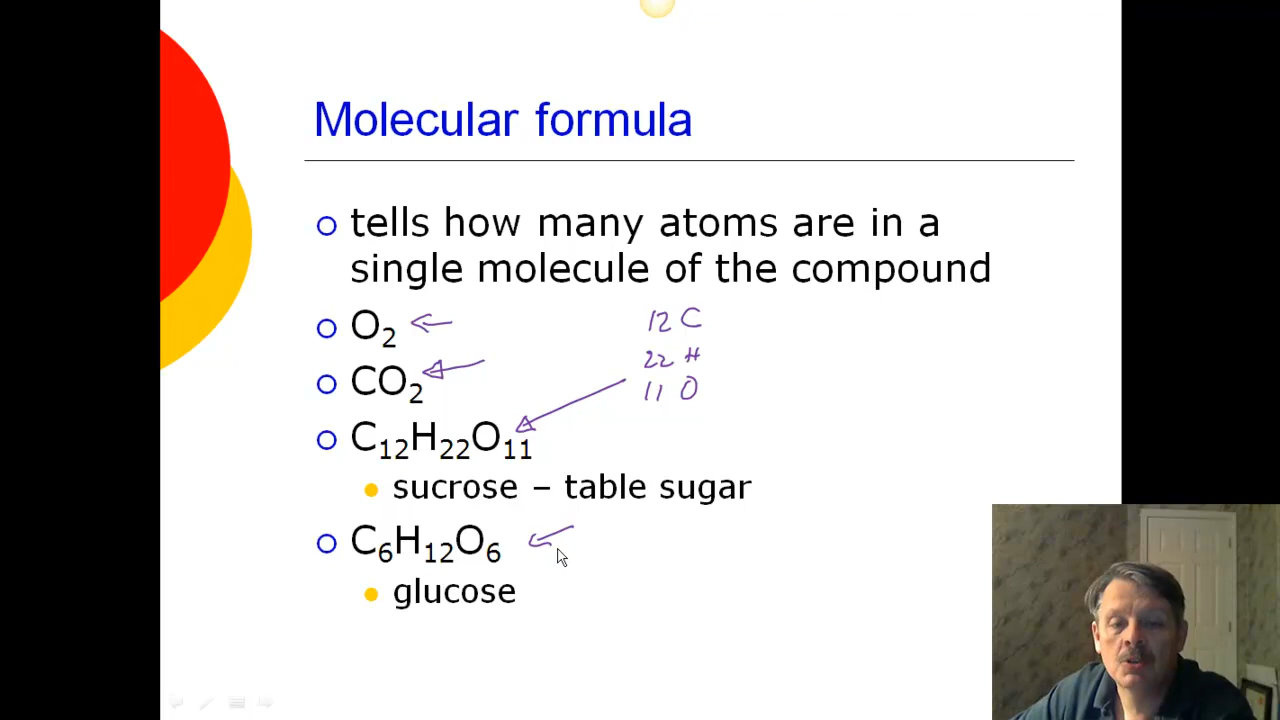 Molecular formula
tells how many atoms are in a
single molecule of the compound
O₂
12 C
22 H
CO₂
11 O
C₁₂H₂₂O₁₁
sucrose – table sugar
C₆H₁₂O₆
glucose